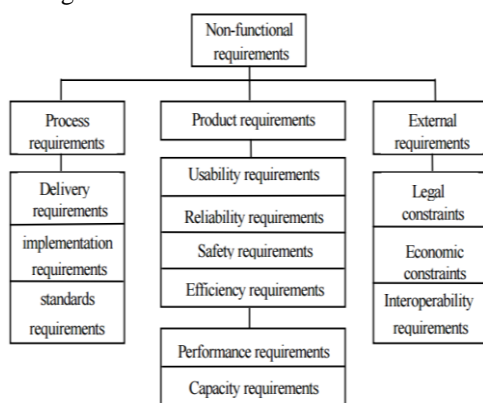 Non-functional
requirements
Process
requirements
Product requirements
External
requirements
Delivery
requirements
implementation
requirements
standards
requirements
Usability requirements
Reliability requirements
Safety requirements
Efficiency requirements
Legal
constraints
Economic
constraints
Interoperability
requirements
Performance requirements
Capacity requirements